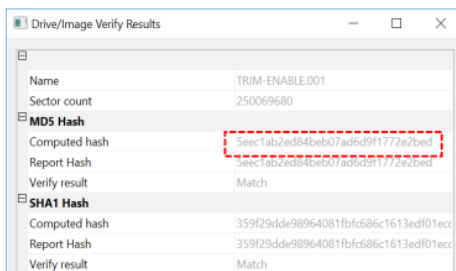 Drive/Image Verify Results
Name TRIM-ENABLE.001
Sector count 250069680
MD5 Hash
Computed hash 5eec1ab2ed84beb07ad6d9f1772e2bed
Report Hash 5eec1ab2ed84beb07ad6d9f1772e2bed
Verify result Match
SHA1 Hash
Computed hash 359f29dde98964081fbfc686c1613edf01ecc
Report Hash 359f29dde98964081fbfc686c1613edf01ecc
Verify result Match